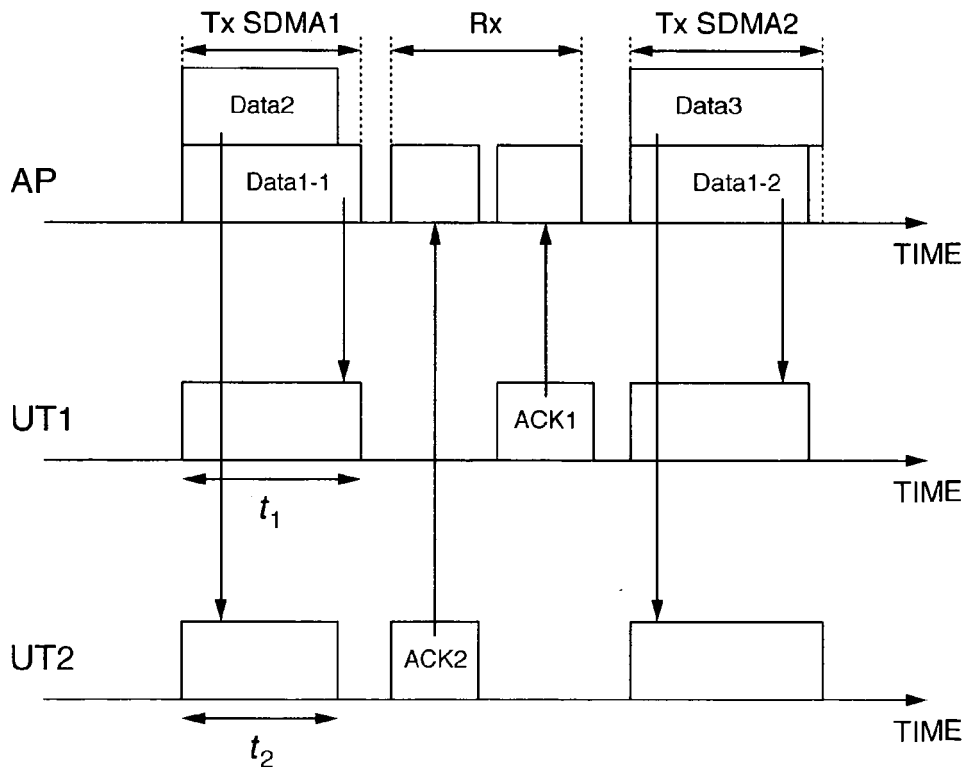 Tx SDMA1 Rx Tx SDMA2
Data2 Data3
AP Data1-1 Data1-2
TIME
UT1 ACK1
TIME
t1
UT2 ACK2
TIME
t2